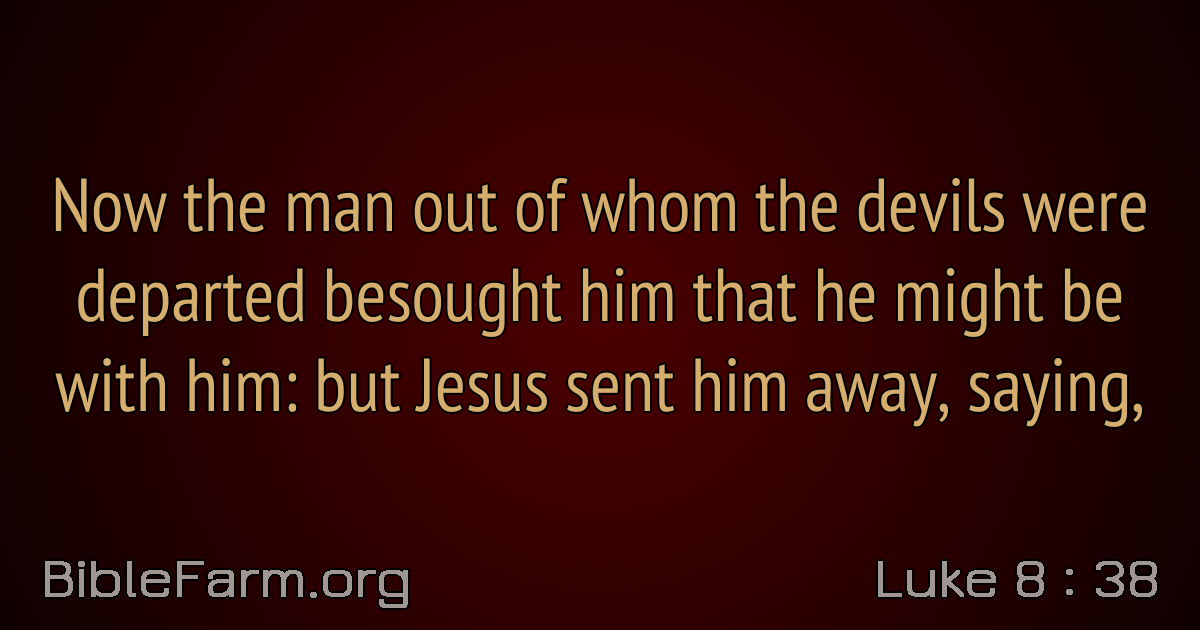 Now the man out of whom the devils were
departed besought him that he might be
with him: but Jesus sent him away, saying,
BibleFarm.org
Luke 8 : 38